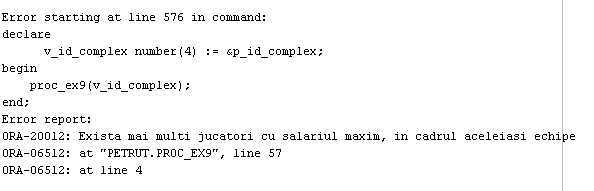 Error starting at line 576 in command:
declare
v_id_complex number(4) := &p_id_complex;
begin
proc_ex9(v_id_complex);
end;
Error report:
ORA-20012: Exista mai multi jucatori cu salariul maxim, in cadrul aceleiasi echipe
ORA-06512: at "PETRUT.PROC_EX9", line 57
ORA-06512: at line 4